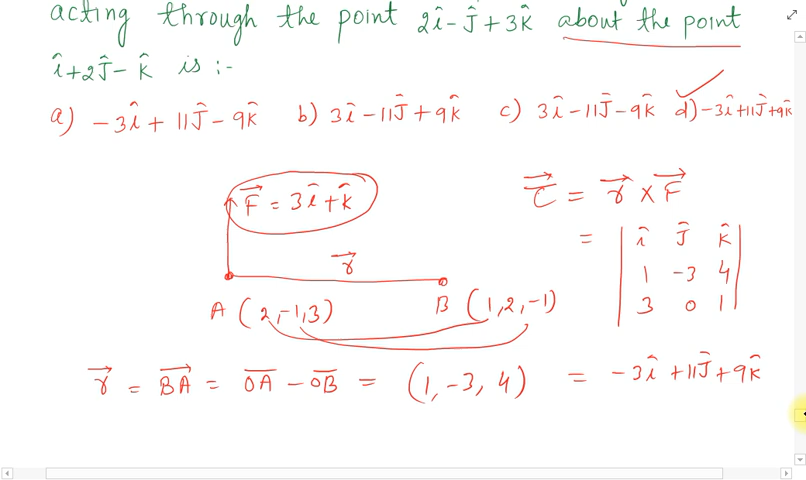 acting through the point 2î - Ĵ + 3k̂ about the point
î + 2Ĵ - k̂ is :-
a) -3î + 11Ĵ - 9k̂ b) 3î - 11Ĵ + 9k̂ c) 3î - 11Ĵ - 9k̂ d) -3î + 11Ĵ + 9k̂
F⃗ = 3î + k̂
r⃗
A (2, -1, 3) B (1, 2, -1)
τ⃗ = r⃗ × F⃗
= | î Ĵ k̂ |
| 1 -3 4 |
| 3 0 1 |
r⃗ = BA⃗ = OA⃗ - OB⃗ = (1, -3, 4) = -3î + 11Ĵ + 9k̂